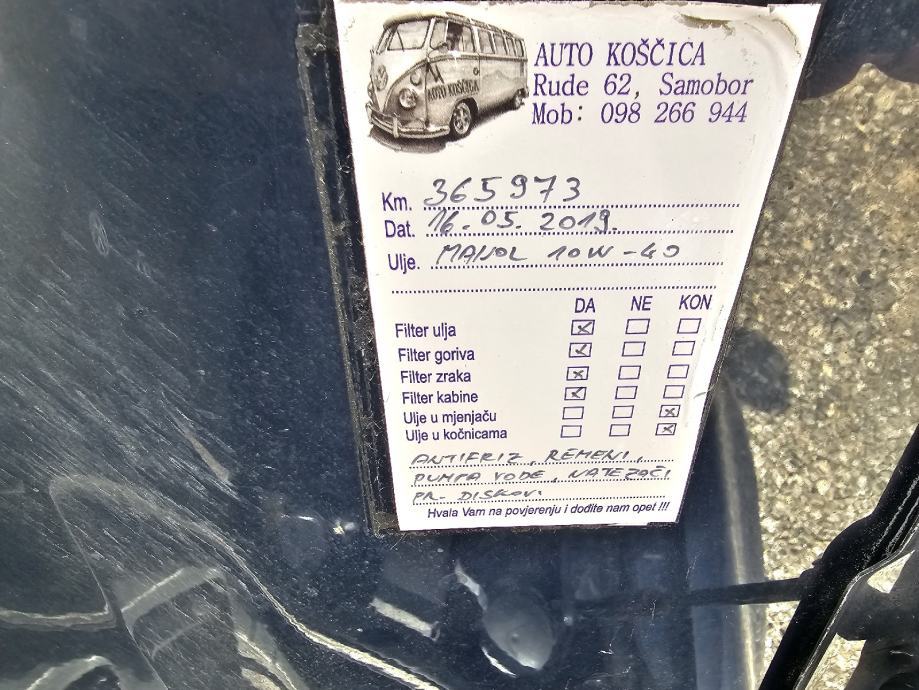 AUTO KOŠČICA
AUTO KOŠČICA
Rude 62, Samobor
Mob: 098 266 944
Km. 365973
Dat. 16.05.2019.
Ulje. MANOL 10W-40
DA NE KON
Filter ulja
Filter goriva
Filter zraka
Filter kabine
Ulje u mjenjaču
Ulje u kočnicama
ANTIFRIZ, REMENI,
PUMPA VODE, NATEZAČI
PR. DISKOVI
Hvala Vam na povjerenju i dođite nam opet !!!